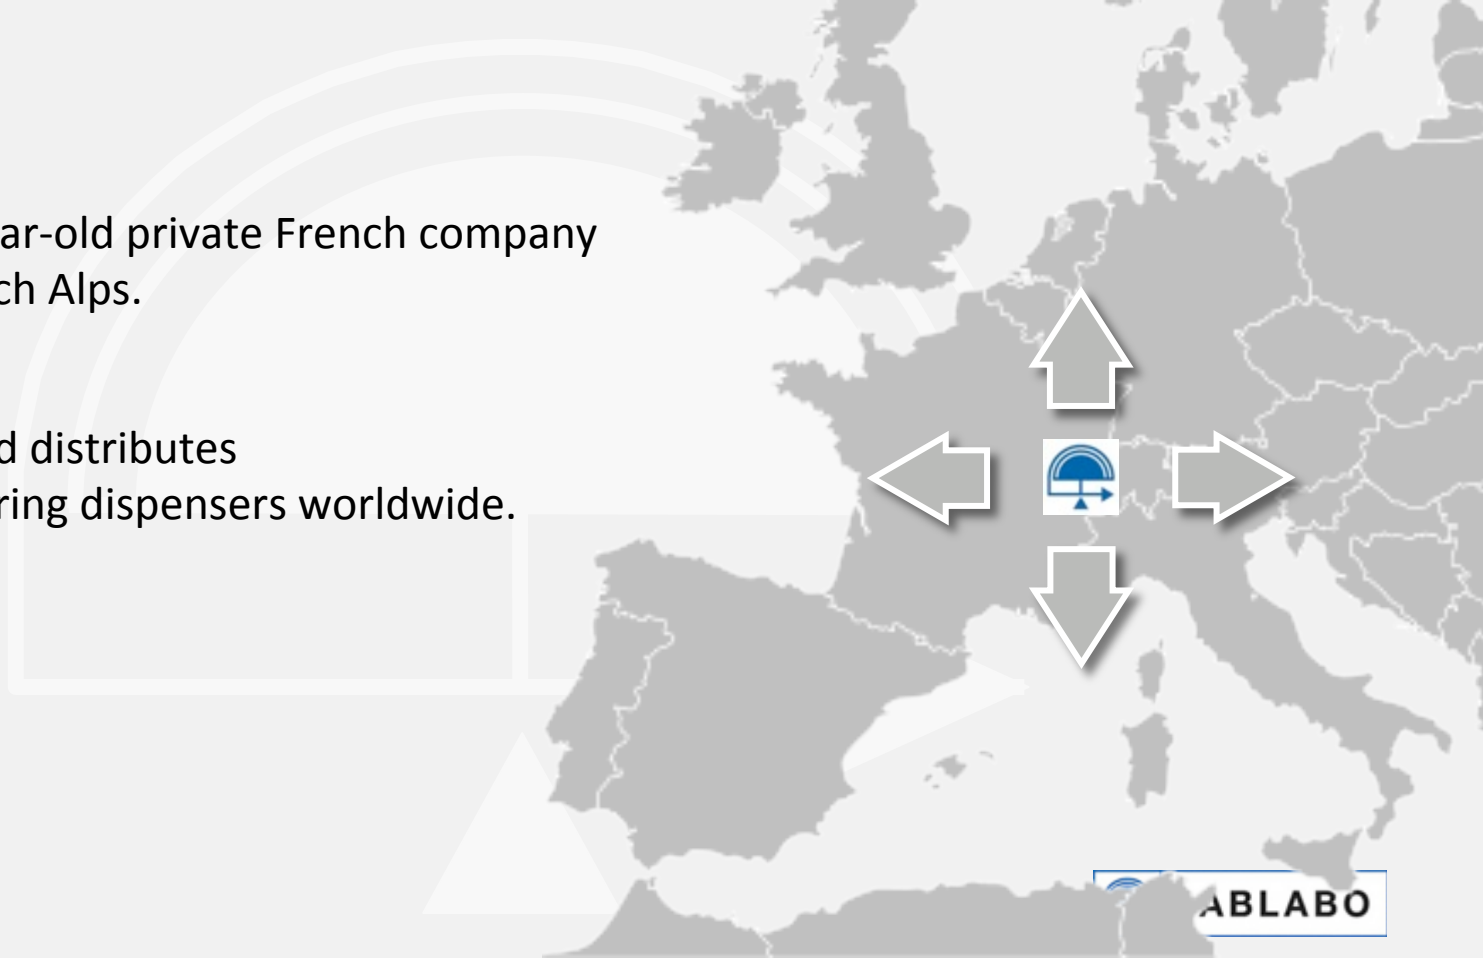 ar-old private French company
ch Alps.
d distributes
ring dispensers worldwide.
ABLABO